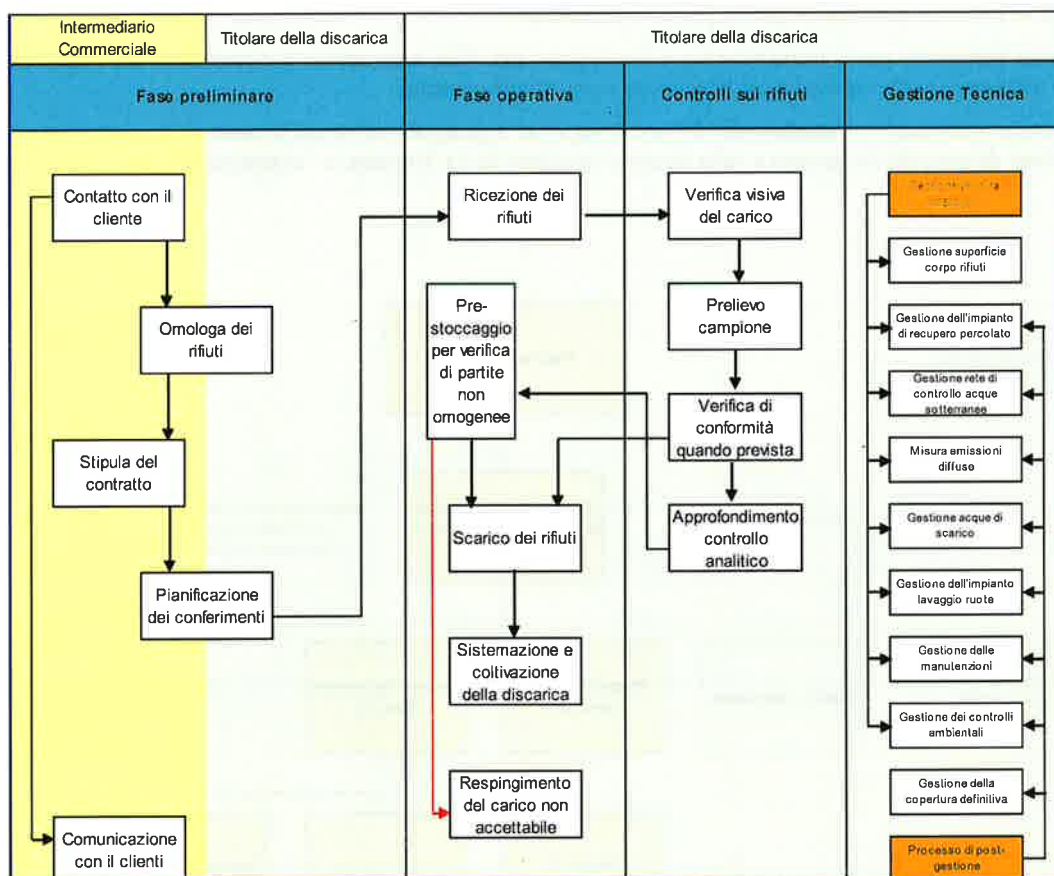 Intermediario
Commerciale
Titolare della discarica
Titolare della discarica
Fase preliminare
Fase operativa
Controlli sui rifiuti
Gestione Tecnica
Contatto con il
cliente
Omologa dei
rifiuti
Stipula del
contratto
Pianificazione
dei conferimenti
Comunicazione
con il clienti
Ricezione dei
rifiuti
Pre-
stoccaggio
per verifica
di partite
non
omogenee
Scarico dei rifiuti
Sistemazione e
coltivazione
della discarica
Respingimento
del carico non
accettabile
Verifica visiva
del carico
Prelievo
campione
Verifica di
conformità
quando prevista
Approfondimento
controllo
analitico
Gestione superficie
corpo rifiuti
Gestione dell'impianto
di recupero percolato
Gestione rete di
controllo acque
sotterranee
Misura emissioni
diffuse
Gestione acque di
scarico
Gestione dell'impianto
lavaggio ruote
Gestione delle
manutenzioni
Gestione dei controlli
ambientali
Gestione della
copertura definitiva
Processo di post-
gestione